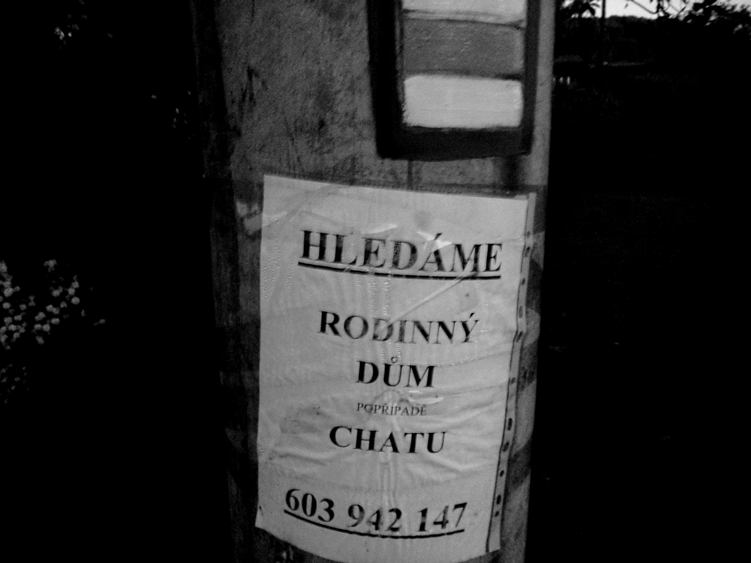 HLEDÁME
RODINNÝ
DŮM
POPŘÍPADĚ
CHATU
603 942 147